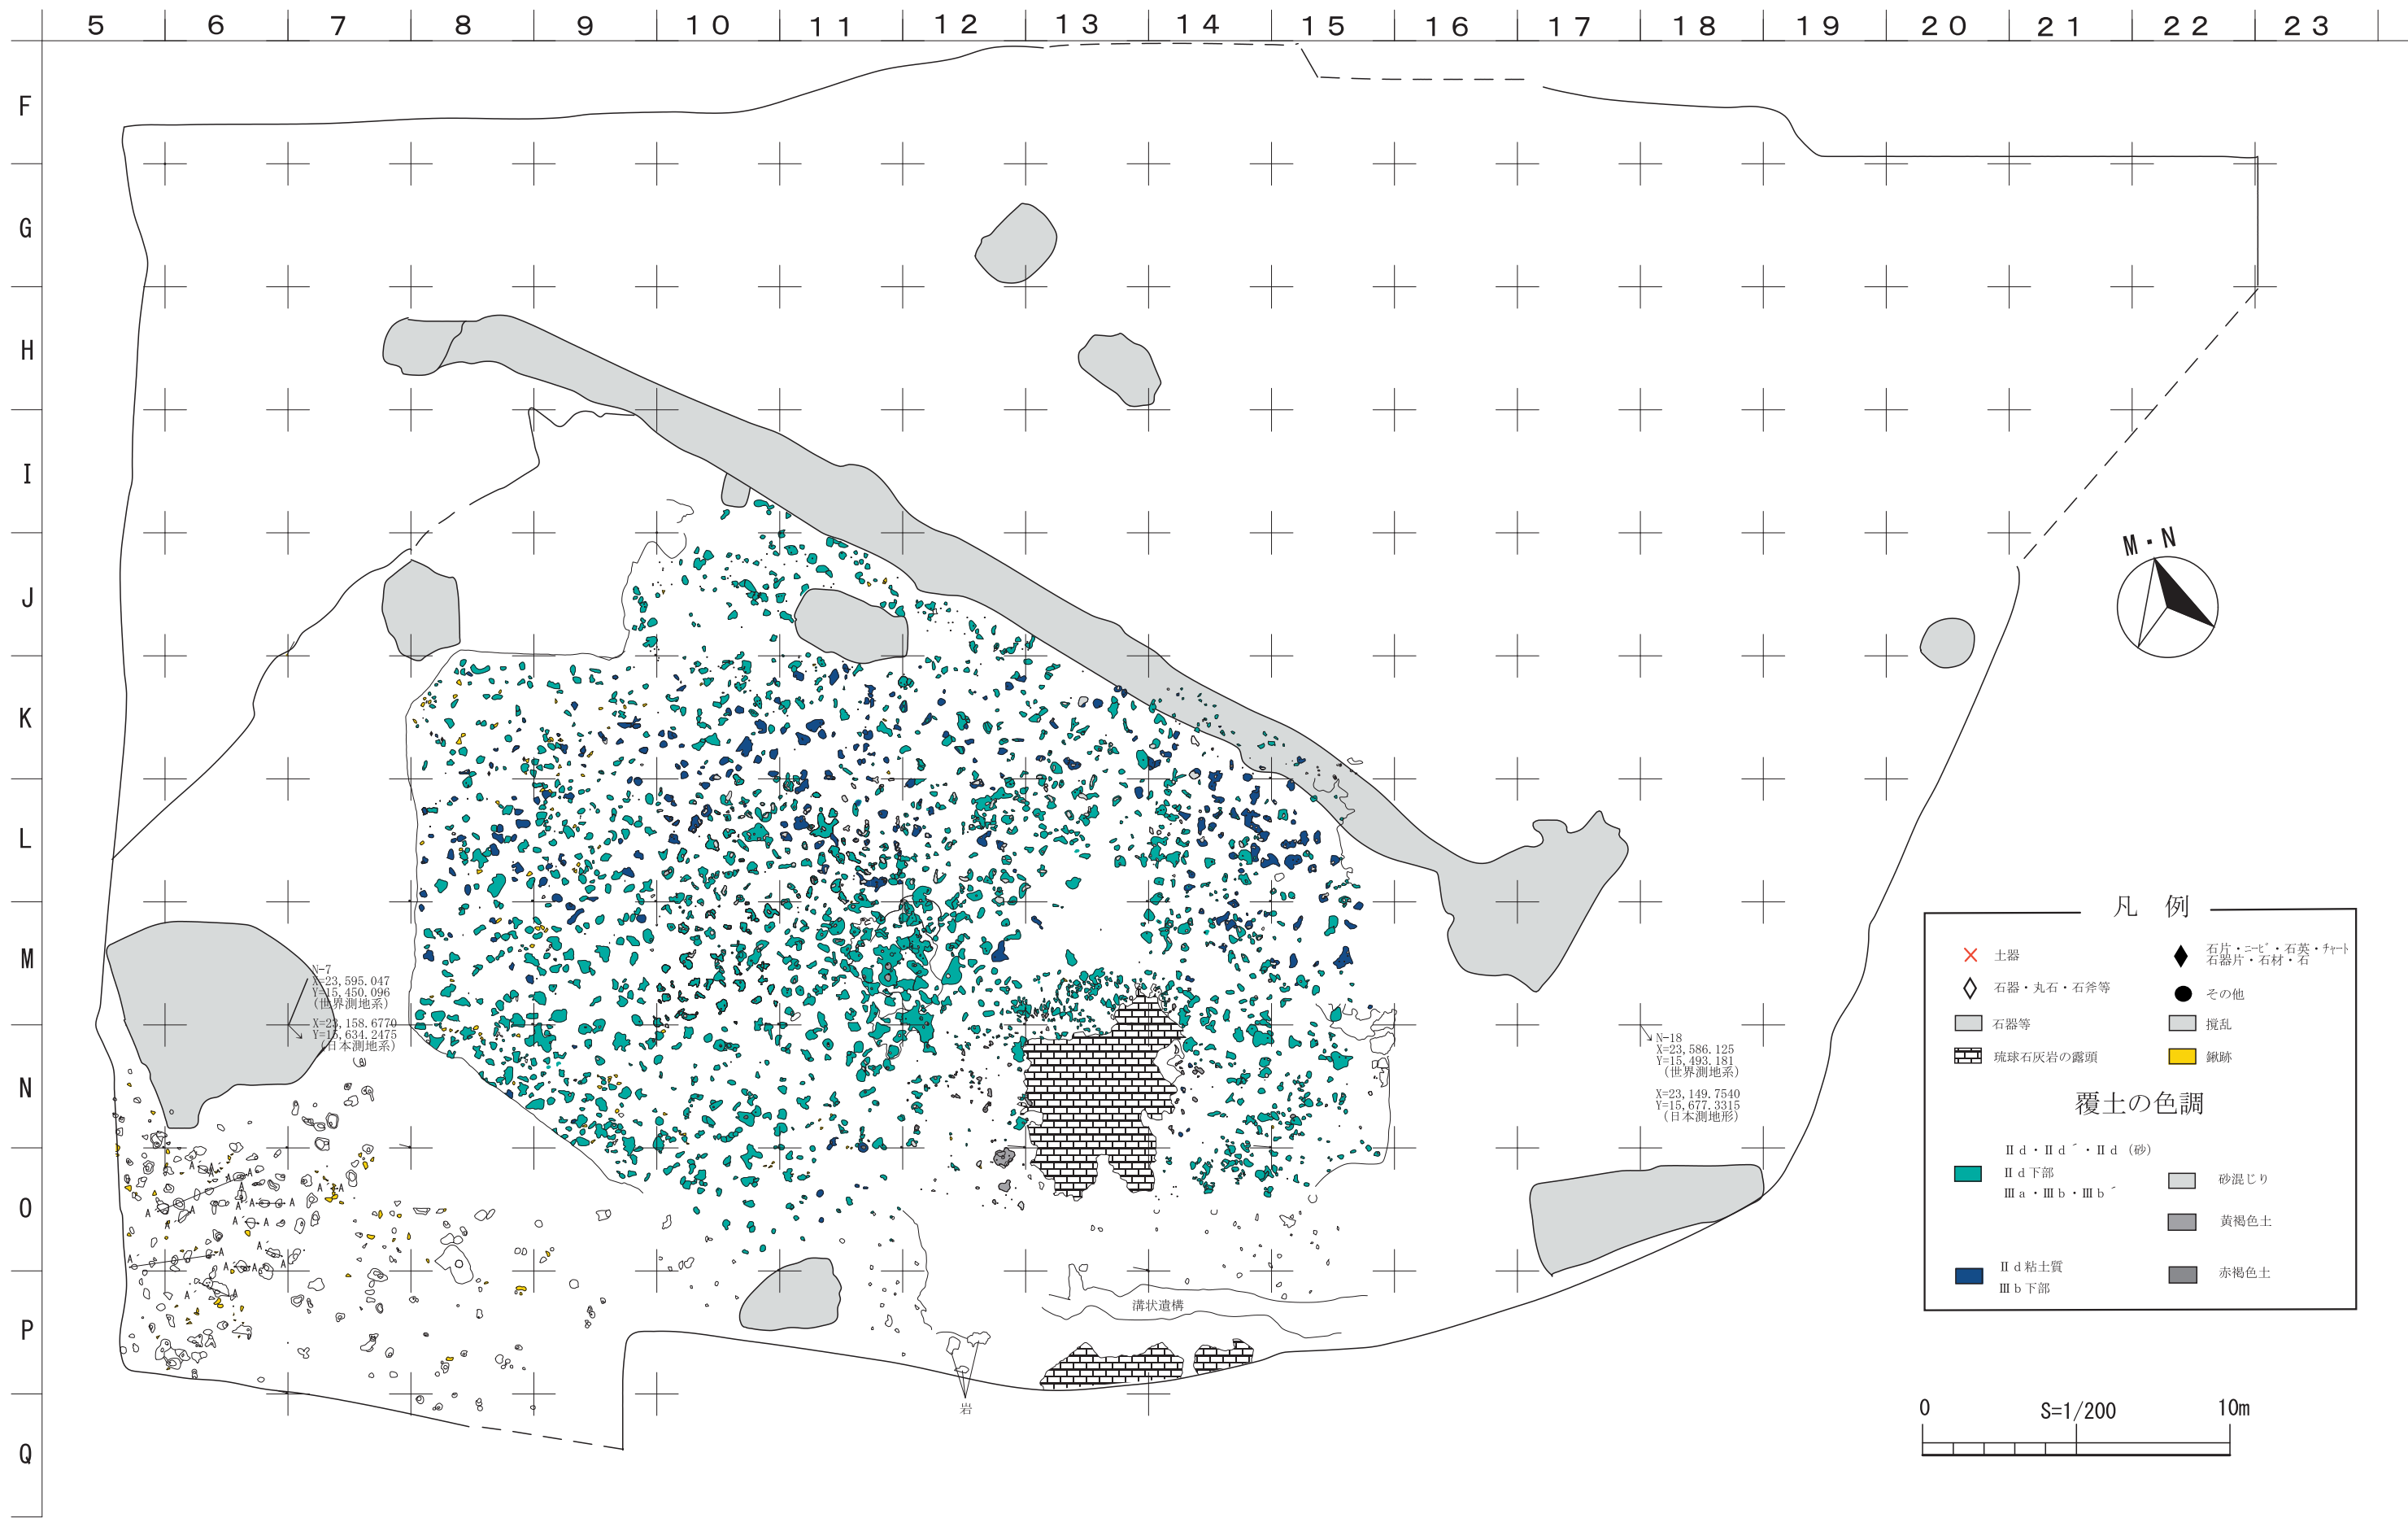 5 6 7 8 9 10 11 12 13 14 15 16 17 18 19 20 21 22 23
F
G
H
I
J
K
L
M
N
O
P
Q
M・N
N-7
X=23,595.047
Y=15,450.096
(世界測地系)
X=23,158.6770
Y=15,634.2475
(日本測地系)
N-18
X=23,586.125
Y=15,493.181
(世界測地系)
X=23,149.7540
Y=15,677.3315
(日本測地形)
A´ A´ A´
A A
A´ A A
A A´ A
A´
A A´ A´ A
A´ A
A´ A
溝状遺構
岩
凡 例
土器
石片・ニービ・石英・チャート
石器片・石材・石
石器・丸石・石斧等
その他
石器等
撹乱
琉球石灰岩の露頭
鍬跡
覆土の色調
Ⅱd・Ⅱd´・Ⅱd(砂)
Ⅱd下部
Ⅲa・Ⅲb・Ⅲb´
砂混じり
黄褐色土
Ⅱd粘土質
Ⅲb下部
赤褐色土
0 S=1/200 10m